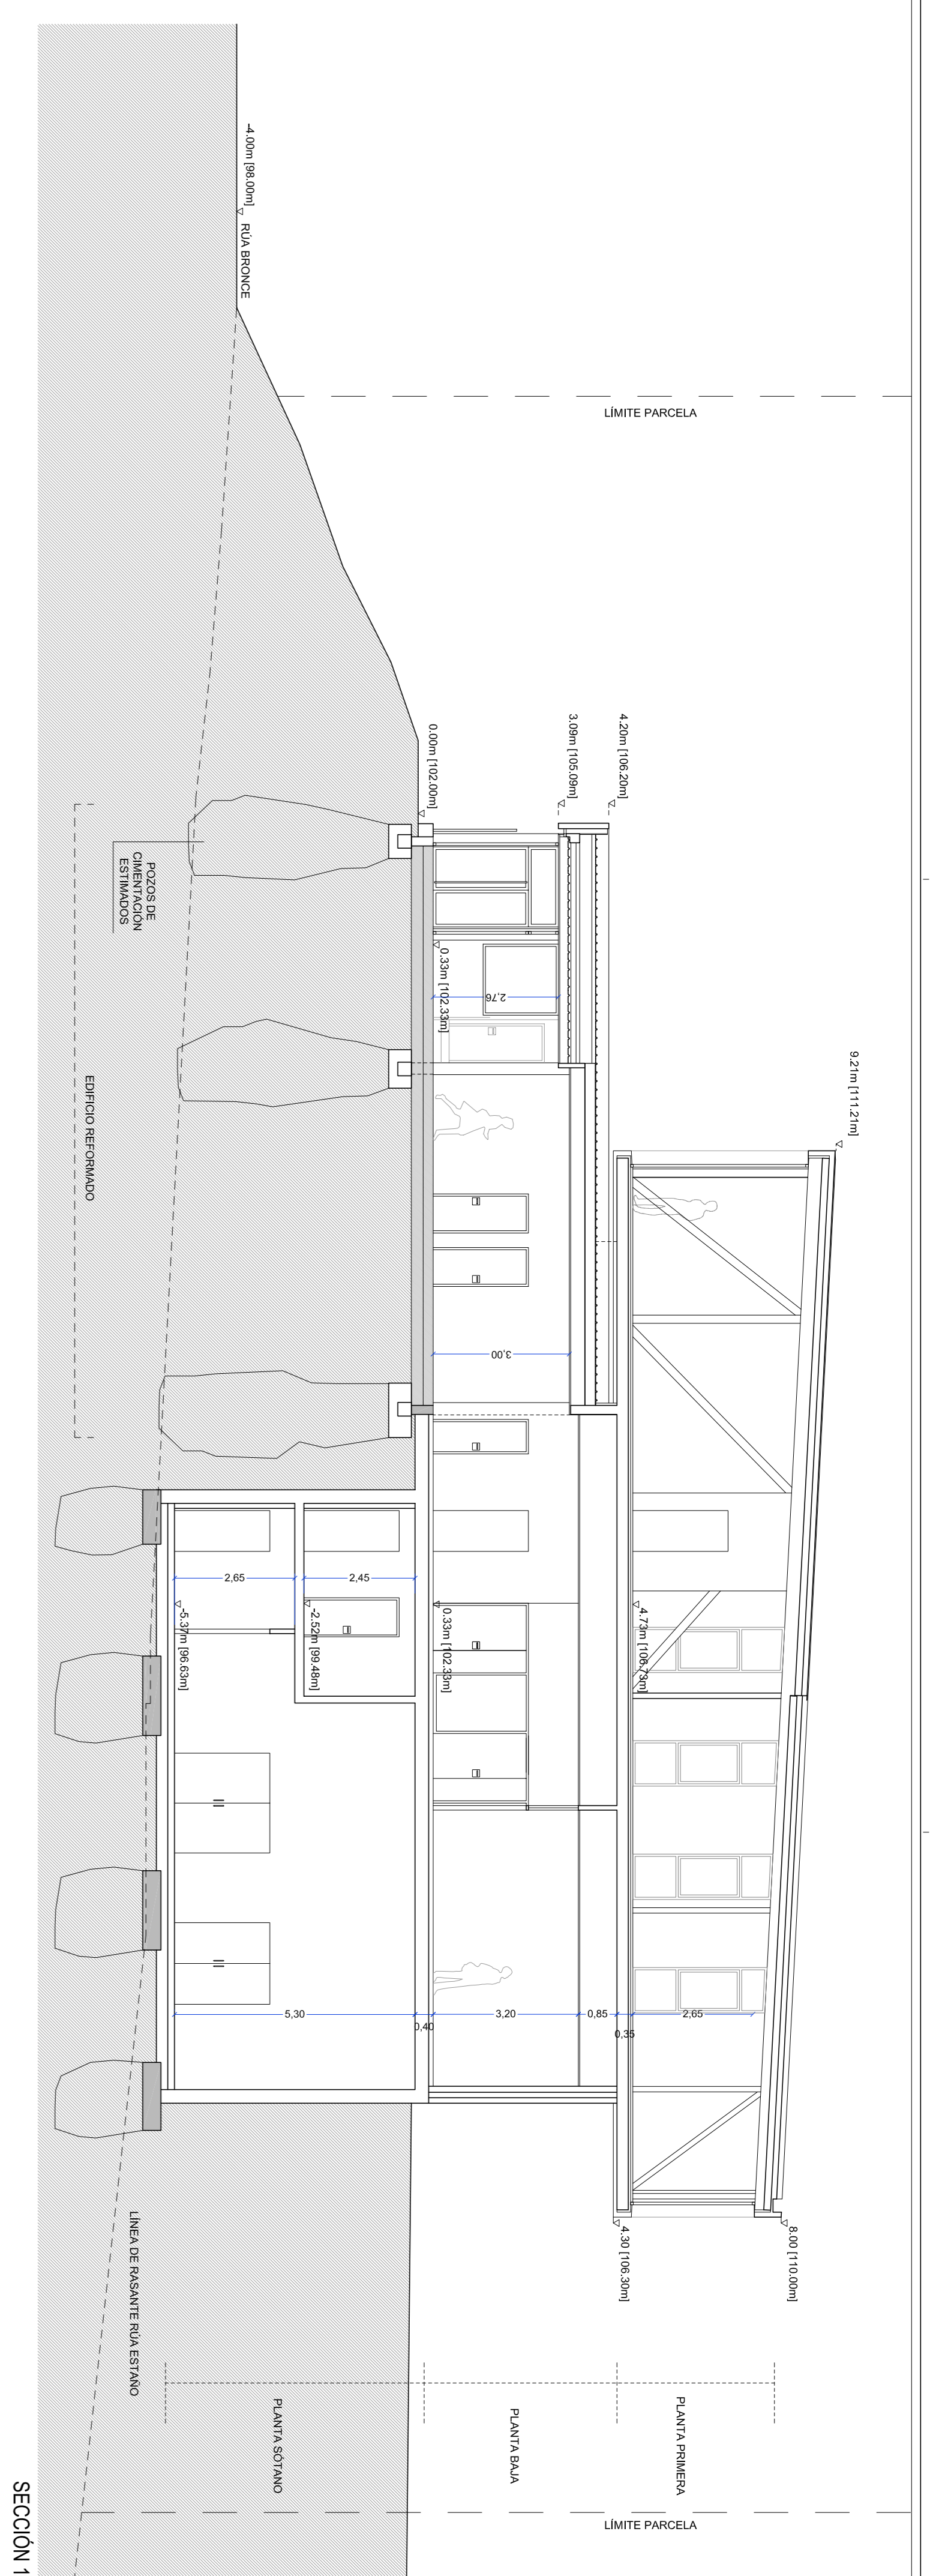 -4.00m [98.00m]
RÚA BRONCE
LÍMITE PARCELA
4.20m [106.20m]
3.09m [105.09m]
0.00m [102.00m]
POZOS DE
CIMENTACIÓN
ESTIMADOS
0.33m [102.33m]
2,76
9.21m [111.21m]
EDIFICIO REFORMADO
3,00
2,65
2,45
-5.37m [96.63m]
-2.52m [99.48m]
0.33m [102.33m]
4.73m [106.73m]
5,30
0,40
3,20
0,85
0,35
2,65
LÍNEA DE RASANTE RÚA ESTAÑO
4.30 [106.30m]
8.00 [110.00m]
PLANTA SÓTANO
PLANTA BAJA
PLANTA PRIMERA
LÍMITE PARCELA
SECCIÓN 1